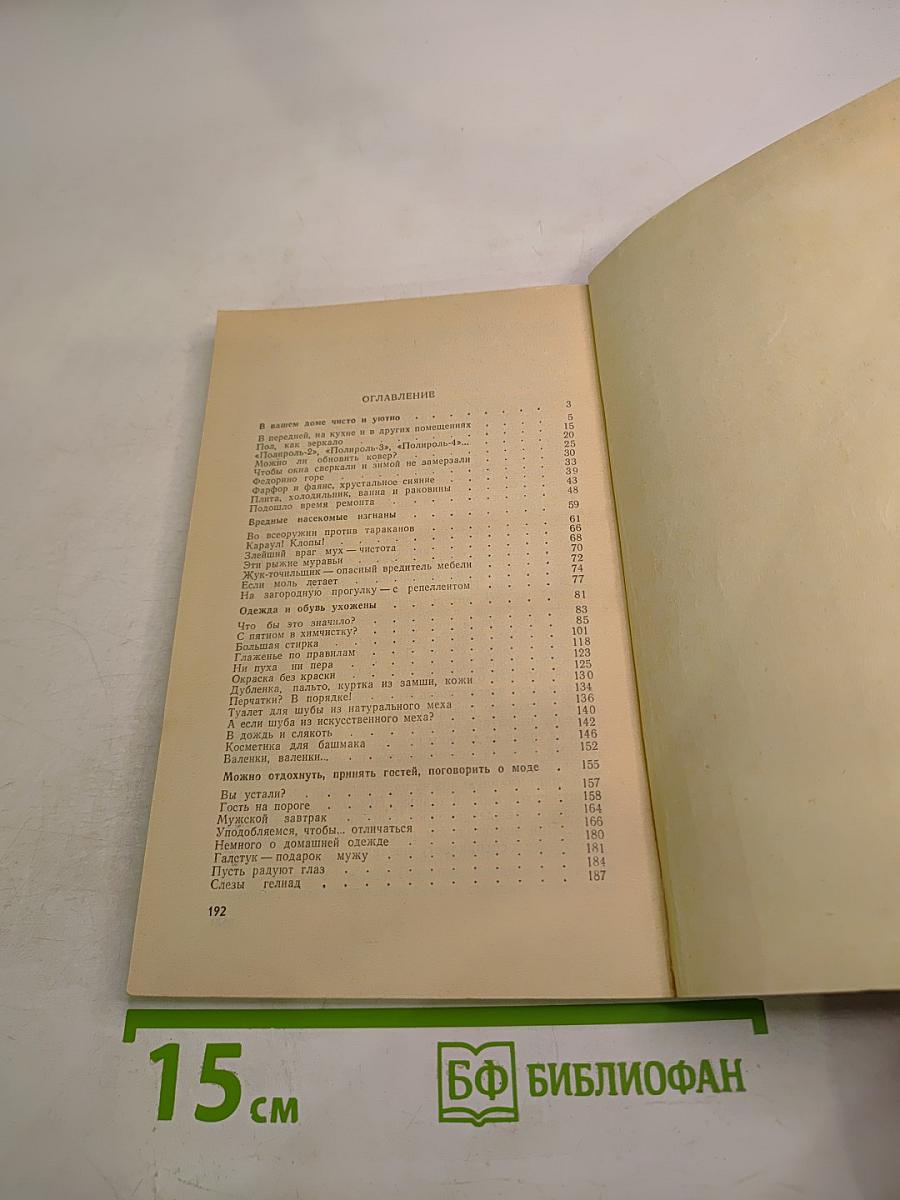 ОГЛАВЛЕНИЕ
В вашем доме чисто и уютно . . . . . . . . 3
В передней, на кухне и в других помещениях . . . . 5
Пол, как зеркало . . . . . . . . 15
«Полироль-2», «Полироль-3», «Полироль-4»... . . . . 20
Можно ли обновить ковер? . . . . . . . 25
Чтобы окна сверкали и зимой не замерзали . . . . 30
Федорино горе . . . . . . . . . 33
Фарфор и фаянс, хрустальное сияние . . . . . 39
Плита, холодильник, ванна и раковины . . . . . 43
Подошло время ремонта . . . . . . . 48
Вредные насекомые изгнаны . . . . . . . 59
Во всеоружии против тараканов . . . . . . 61
Караул! Клопы! . . . . . . . . . 66
Злейший враг мух — чистота . . . . . . . 68
Эти рыжие муравьи . . . . . . . . 70
Жук-точильщик — опасный вредитель мебели . . . . 72
Если моль летает . . . . . . . . 74
На загородную прогулку — с репеллентом . . . . 77
Одежда и обувь ухожены . . . . . . . 81
Что бы это значило? . . . . . . . . 83
С пятном в химчистку? . . . . . . . . 85
Большая стирка . . . . . . . . . 101
Глаженье по правилам . . . . . . . . 118
Ни пуха ни пера . . . . . . . . . 123
Окраска без краски . . . . . . . . 125
Дубленка, пальто, куртка из замши, кожи . . . . 130
Перчатки? В порядке! . . . . . . . . 134
Туалет для шубы из натурального меха . . . . . 136
А если шуба из искусственного меха? . . . . . 140
В дождь и слякоть . . . . . . . . 142
Косметика для башмака . . . . . . . 146
Валенки, валенки... . . . . . . . . 152
Можно отдохнуть, принять гостей, поговорить о моде . 155
Вы устали? . . . . . . . . . . 157
Гость на пороге . . . . . . . . . 158
Мужской завтрак . . . . . . . . . 164
Уподобляемся, чтобы... отличаться . . . . . . 166
Немного о домашней одежде . . . . . . . 180
Галстук — подарок мужу . . . . . . . 181
Пусть радуют глаз . . . . . . . . 184
Слезы гелиад . . . . . . . . . 187
192
15 см
БФ БИБЛИОФАН